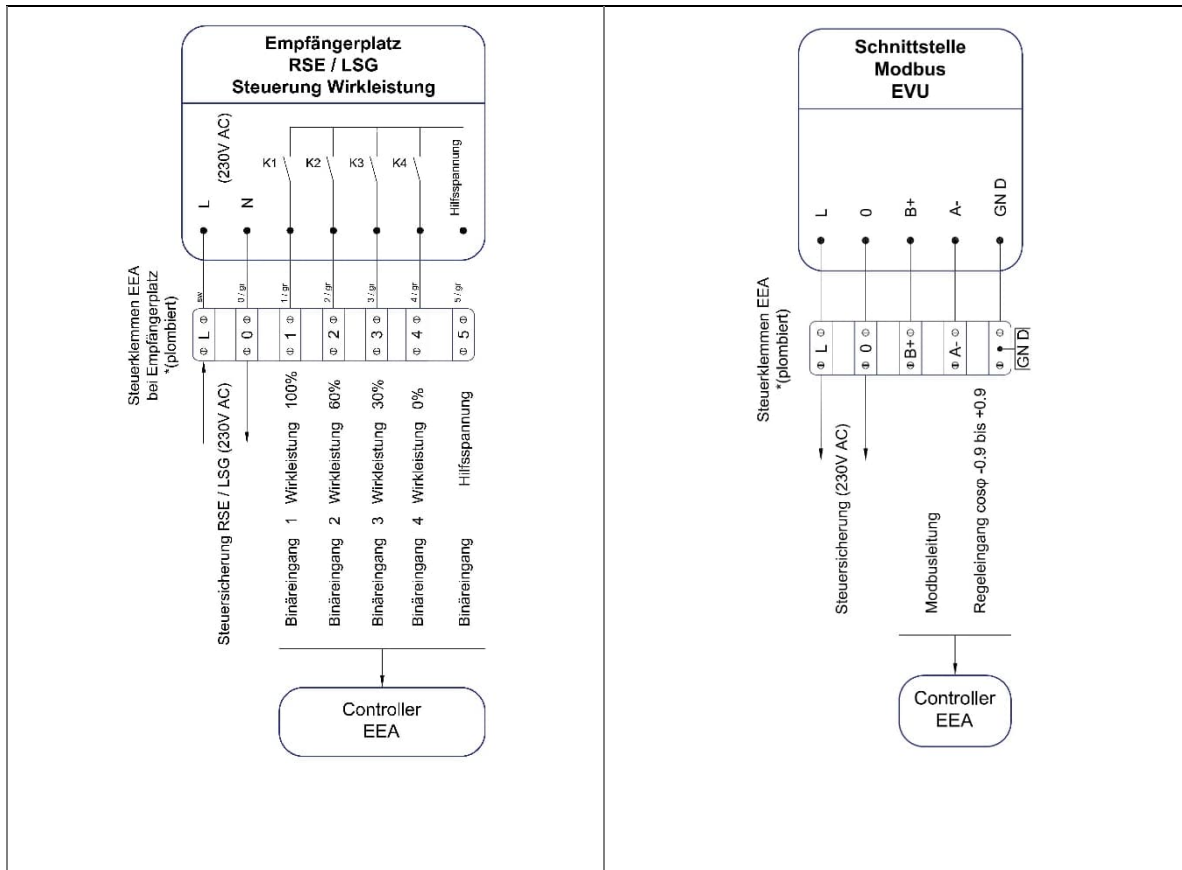 Empfängerplatz
RSE / LSG
Steuerung Wirkleistung
L
(230V AC)
N
K1
K2
K3
K4
Hilfsspannung
Steuerklemmen EEA
bei Empfängerplatz
*(plombiert)
sw
0 / gr
1 / gr
2 / gr
3 / gr
4 / gr
5 / gr
L
0
1
2
3
4
5
Steuersicherung RSE / LSG (230V AC)
Binäreingang 1 Wirkleistung 100%
Binäreingang 2 Wirkleistung 60%
Binäreingang 3 Wirkleistung 30%
Binäreingang 4 Wirkleistung 0%
Binäreingang Hilfsspannung
Controller
EEA
Schnittstelle
Modbus
EVU
L
0
B+
A-
GN D
Steuerklemmen EEA
*(plombiert)
L
0
B+
A-
GN D
Steuersicherung (230V AC)
Modbusleitung
Regeleingang cosφ -0.9 bis +0.9
Controller
EEA